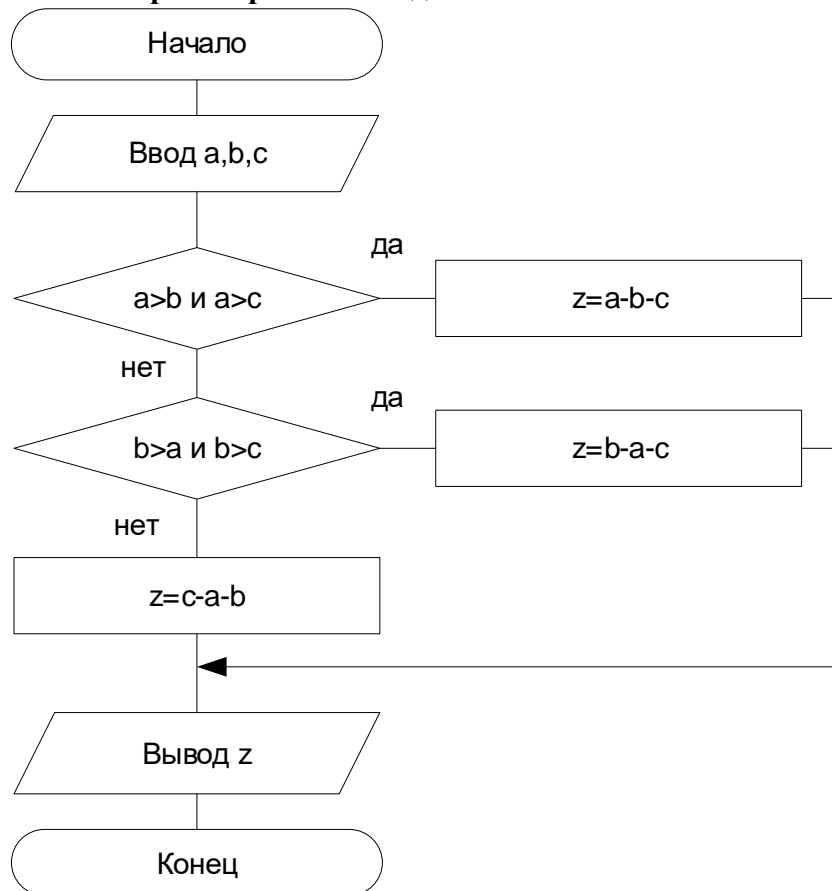 Начало
Ввод a,b,c
да
a>b и a>c
z=a-b-c
нет
да
b>a и b>c
z=b-a-c
нет
z=c-a-b
Вывод z
Конец